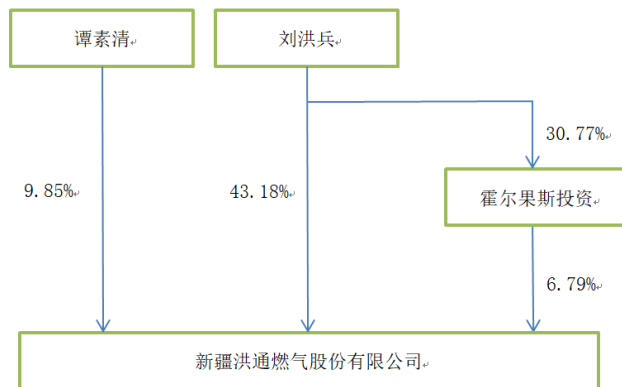 谭素清
刘洪兵
30.77%
9.85%
43.18%
霍尔果斯投资
6.79%
新疆洪通燃气股份有限公司